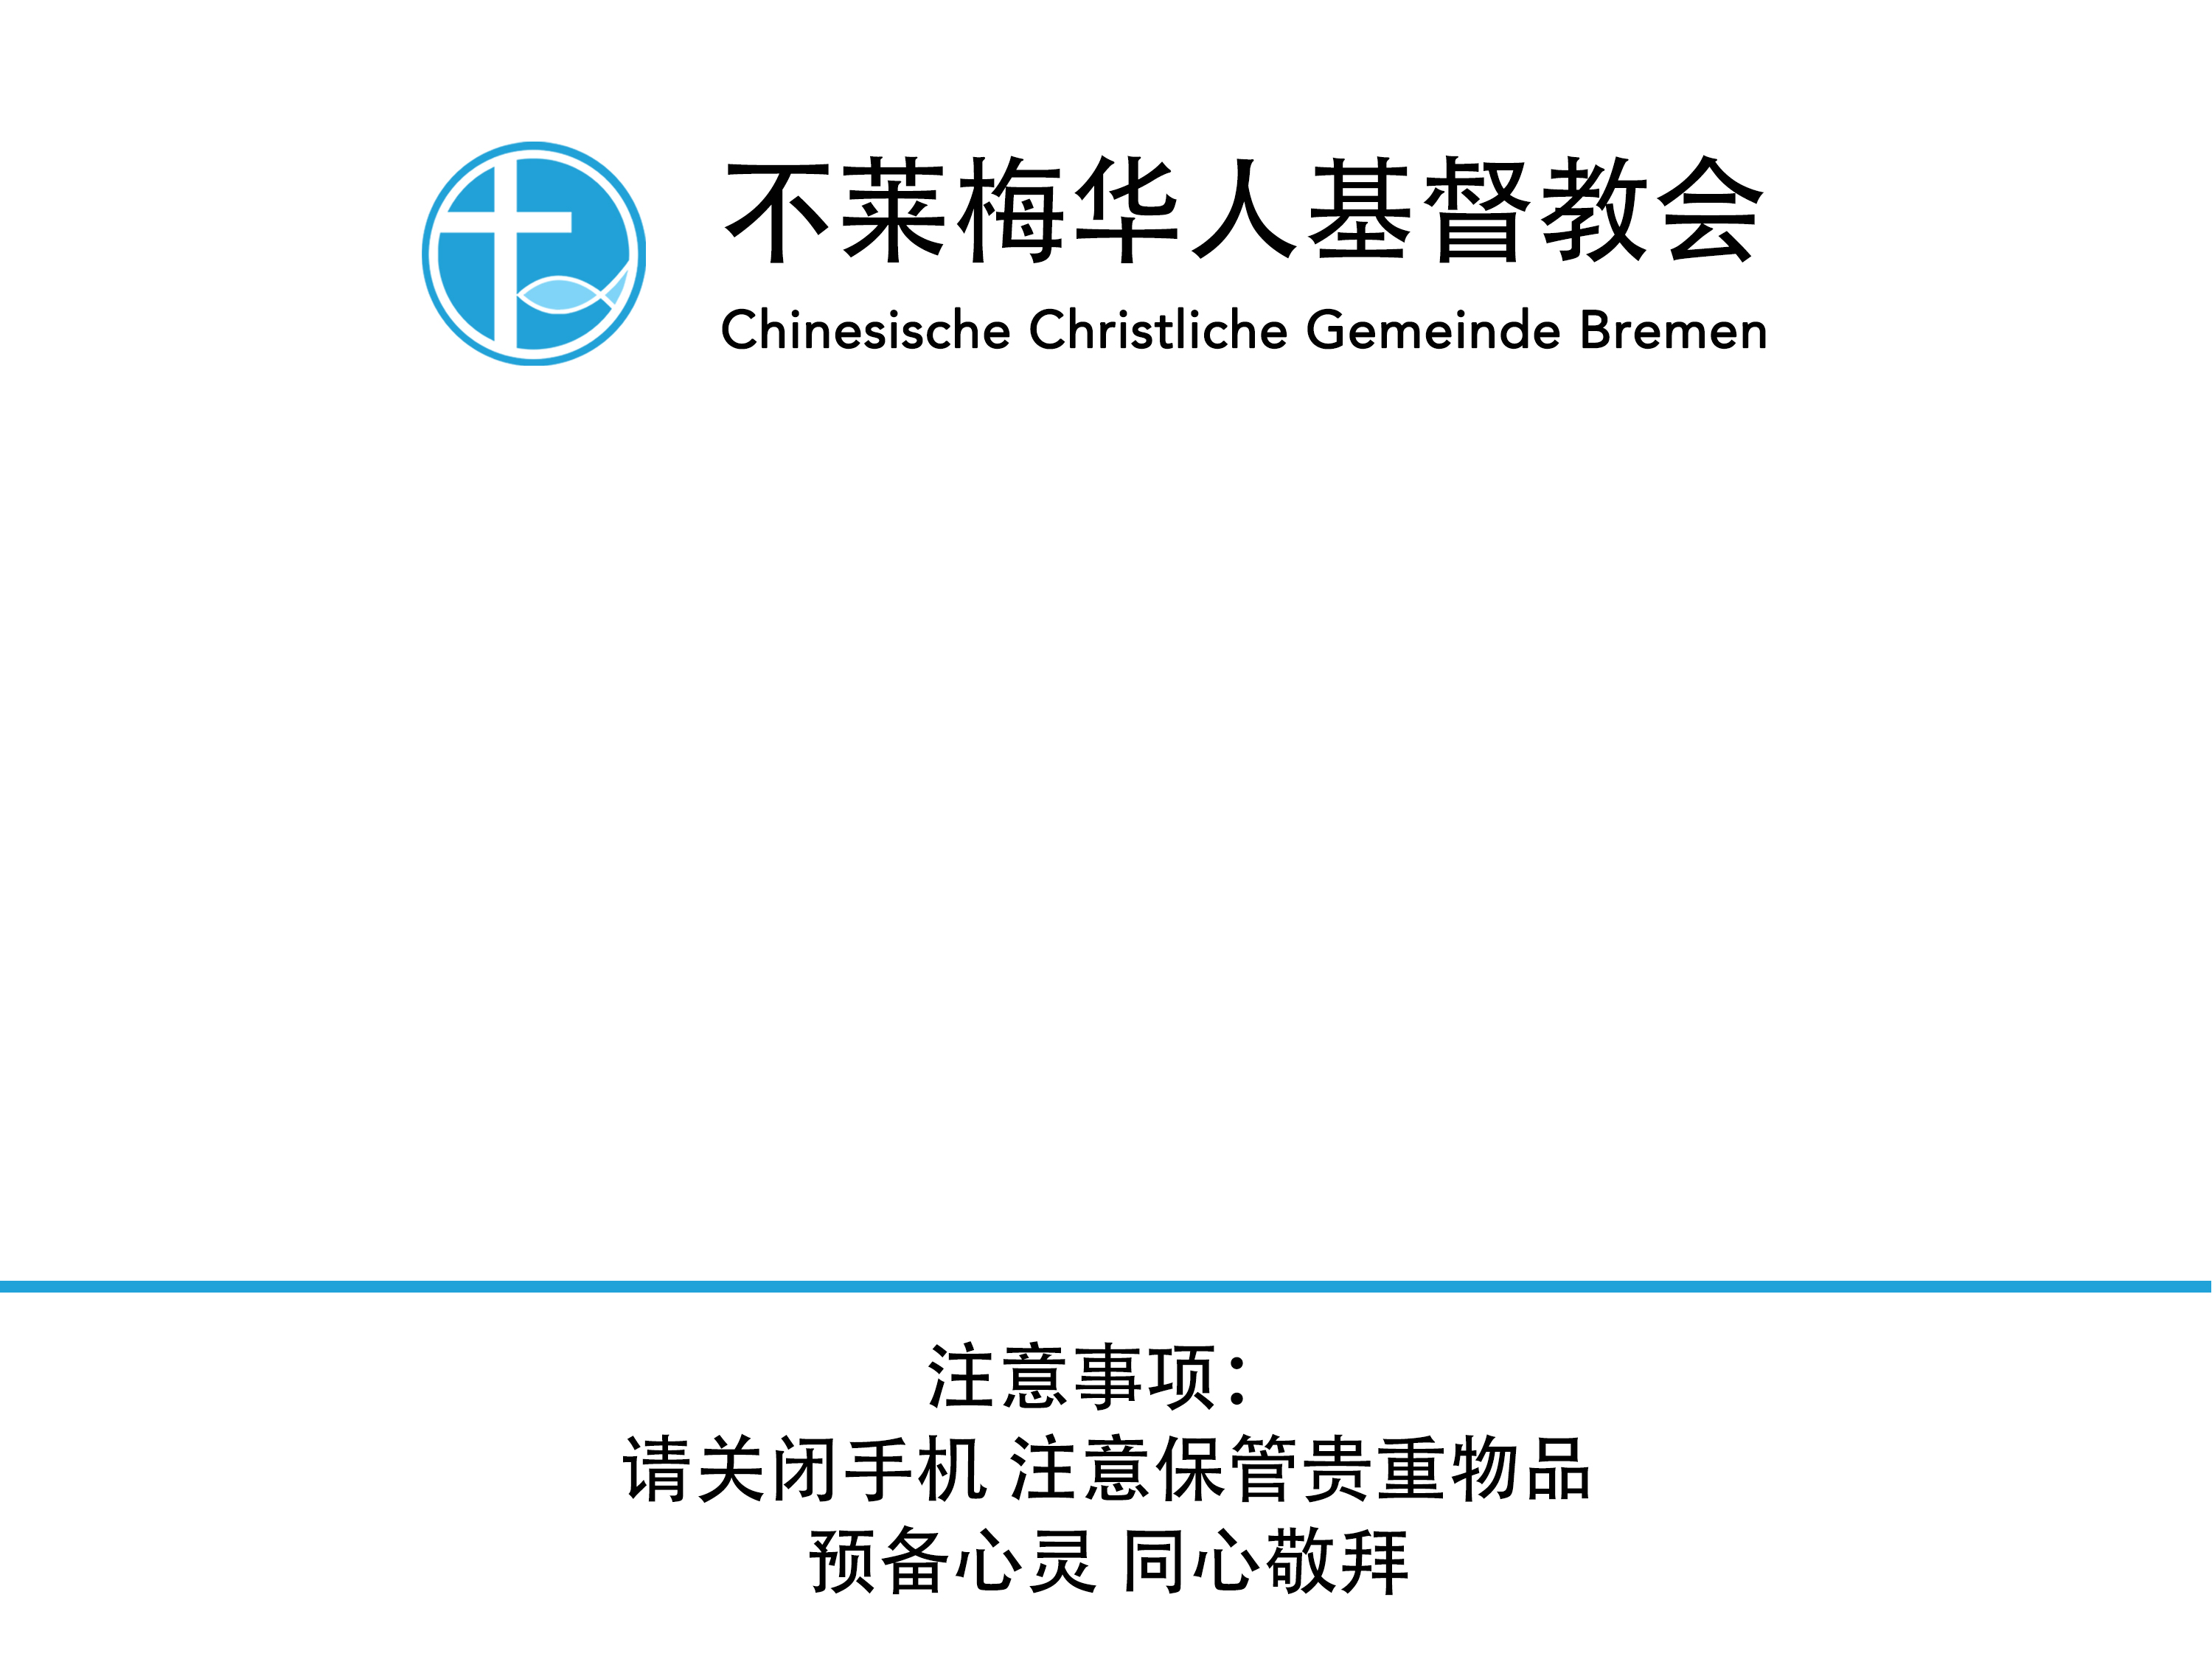 不莱梅华人基督教会
Chinesische Christliche Gemeinde Bremen
注意事项:
请关闭手机 注意保管贵重物品
预备心灵 同心敬拜